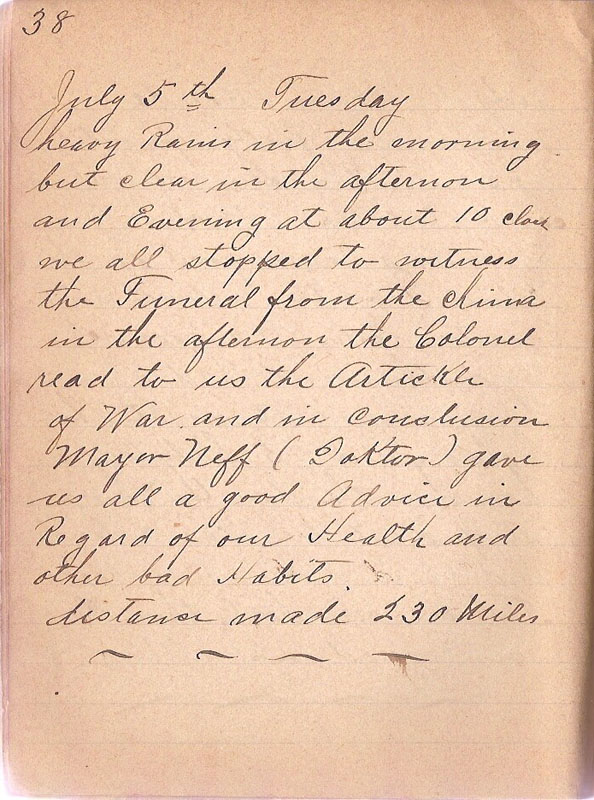 38
July 5th Tuesday
heavy Rains in the morning
but clear in the afternoon
and Evening at about 10 clock
we all stopped to witness
the Funeral from the China
in the afternoon the Colonel
read to us the Artickle
of War. and in conclusion
Mayor Neff (Doktor) gave
us all a good Advice in
Regard of our Health and
other bad Habits.
distance made 230 Miles